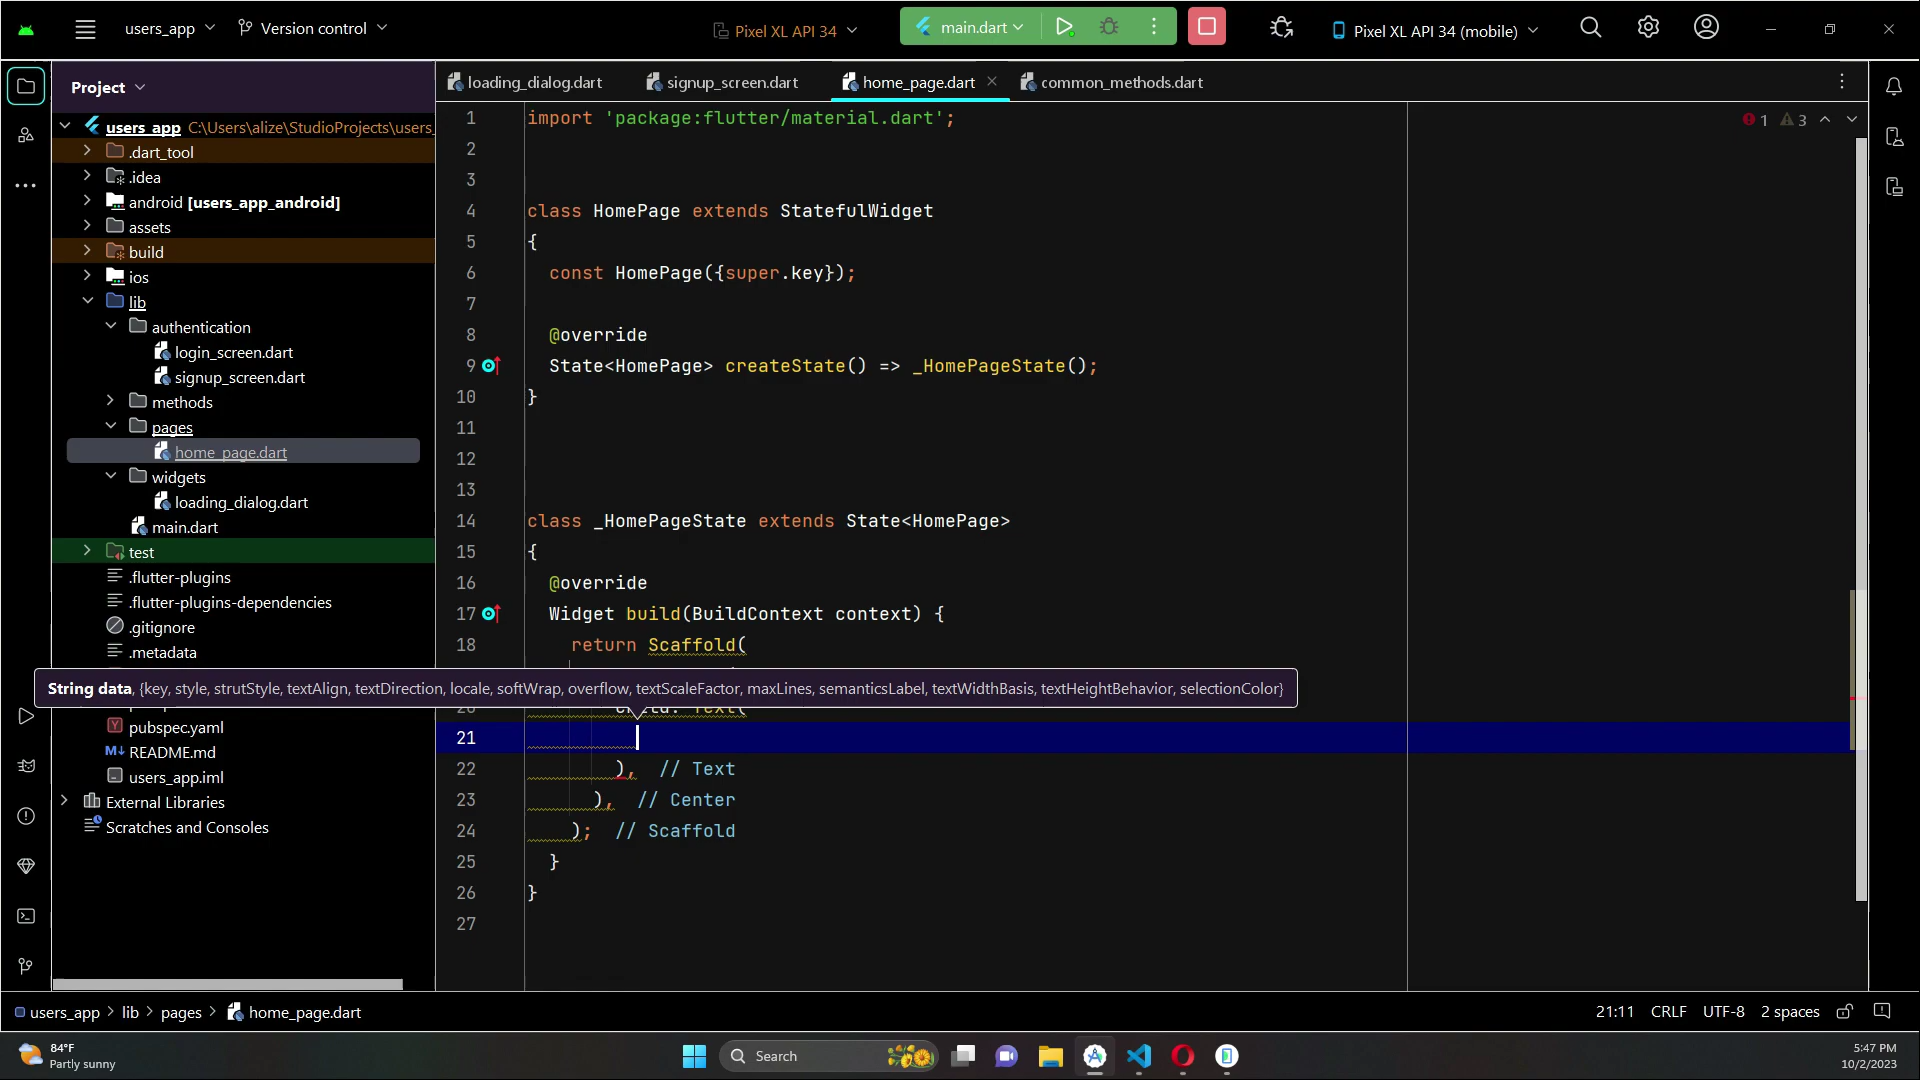 users_app
Version control
Pixel XL API 34
main.dart
Pixel XL API 34 (mobile)
Project
loading_dialog.dart
signup_screen.dart
home_page.dart
common_methods.dart
users_app C:\Users\alize\StudioProjects\users_
.dart_tool
.idea
android [users_app_android]
assets
build
ios
lib
authentication
login_screen.dart
signup_screen.dart
methods
pages
home_page.dart
widgets
loading_dialog.dart
main.dart
test
.flutter-plugins
.flutter-plugins-dependencies
.gitignore
.metadata
pubspec.yaml
M↓ README.md
users_app.iml
External Libraries
Scratches and Consoles
1 import 'package:flutter/material.dart';
1 3
2
3
4 class HomePage extends StatefulWidget
5 {
6 const HomePage({super.key});
7
8 @override
9 State<HomePage> createState() => _HomePageState();
10 }
11
12
13
14 class _HomePageState extends State<HomePage>
15 {
16 @override
17 Widget build(BuildContext context) {
18 return Scaffold(
String data, {key, style, strutStyle, textAlign, textDirection, locale, softWrap, overflow, textScaleFactor, maxLines, semanticsLabel, textWidthBasis, textHeightBehavior, selectionColor}
20 child: Text(
21
22 ), // Text
23 ), // Center
24 ); // Scaffold
25 }
26 }
27
users_app > lib > pages > home_page.dart
21:11 CRLF UTF-8 2 spaces
84°F
Partly sunny
Search
5:47 PM
10/2/2023